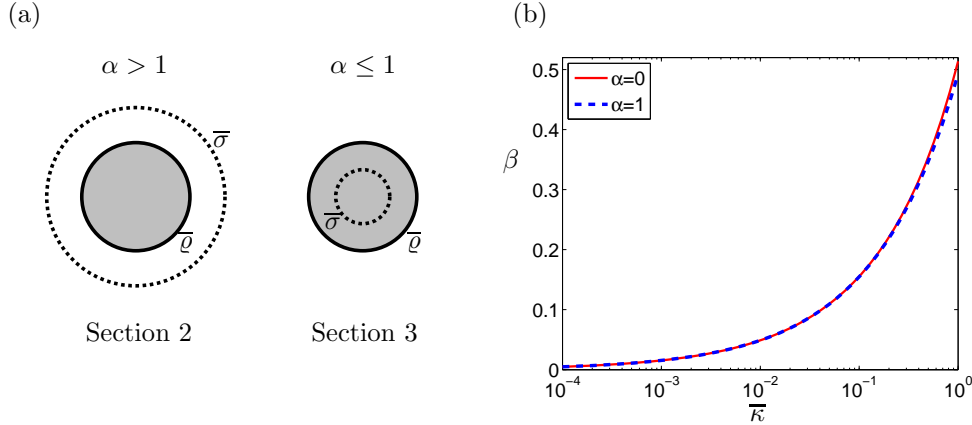 (a)
α > 1
α ≤ 1
σ̅
ϱ̅
σ̅
ϱ̅
Section 2
Section 3
(b)
α=0
α=1
β
0.5
0.4
0.3
0.2
0.1
0
10⁻⁴
10⁻³
10⁻²
10⁻¹
10⁰
κ̅